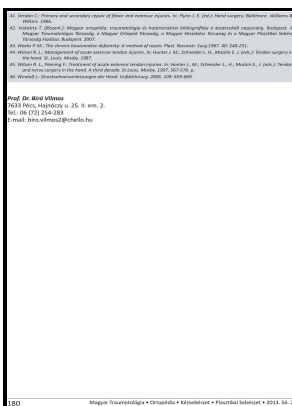 41. Verdan C.: Primary and secondary repair of flexor and extensor injuries. In: Flynn J. E. (ed.): Hand surgery. Baltimore. Williams &
Wilkins. 1966.
42. Vízkelety T. (főszerk.): Magyar ortopédia, traumatológia és határterületei bibliográfiája a kezdetektől napjainkig. Budapest. A
Magyar Traumatológus Társaság, a Magyar Ortopéd Társaság, a Magyar Kézsebész Társaság és a Magyar Plasztikai Sebész
Társaság kiadása. Budapest. 2007.
43. Weeks P. M.: The chronic boutonnière deformity: A method of repair. Plast. Reconstr. Surg. 1967. 40: 248-251.
44. Wilson R. L.: Management of acute extensor tendon injuries. In: Hunter J. M., Schneider L. H., Mackin E. J. (ed.): Tendon surgery in
the hand. St. Louis. Mosby. 1987.
45. Wilson R. L., Fleming F.: Treatment of acute extensor tendon injuries. In: Hunter J. M., Schneider L. H., Mackin E. J. (eds.): Tendon
and nerve surgery in the hand. A third decade. St.Louis. Mosby. 1997. 567-576. p.
46. Windolf J.: Strecksehnenverletzungen der Hand. Unfallchirurg. 2006. 109: 659-669.
Prof. Dr. Bíró Vilmos
7633 Pécs, Hajnóczy u. 25. II. em. 2.
Tel.: 06 (72) 254-283
E-mail: biro.vilmos2@chello.hu
180
Magyar Traumatológia • Ortopédia • Kézsebészet • Plasztikai Sebészet • 2013. 56. 2.